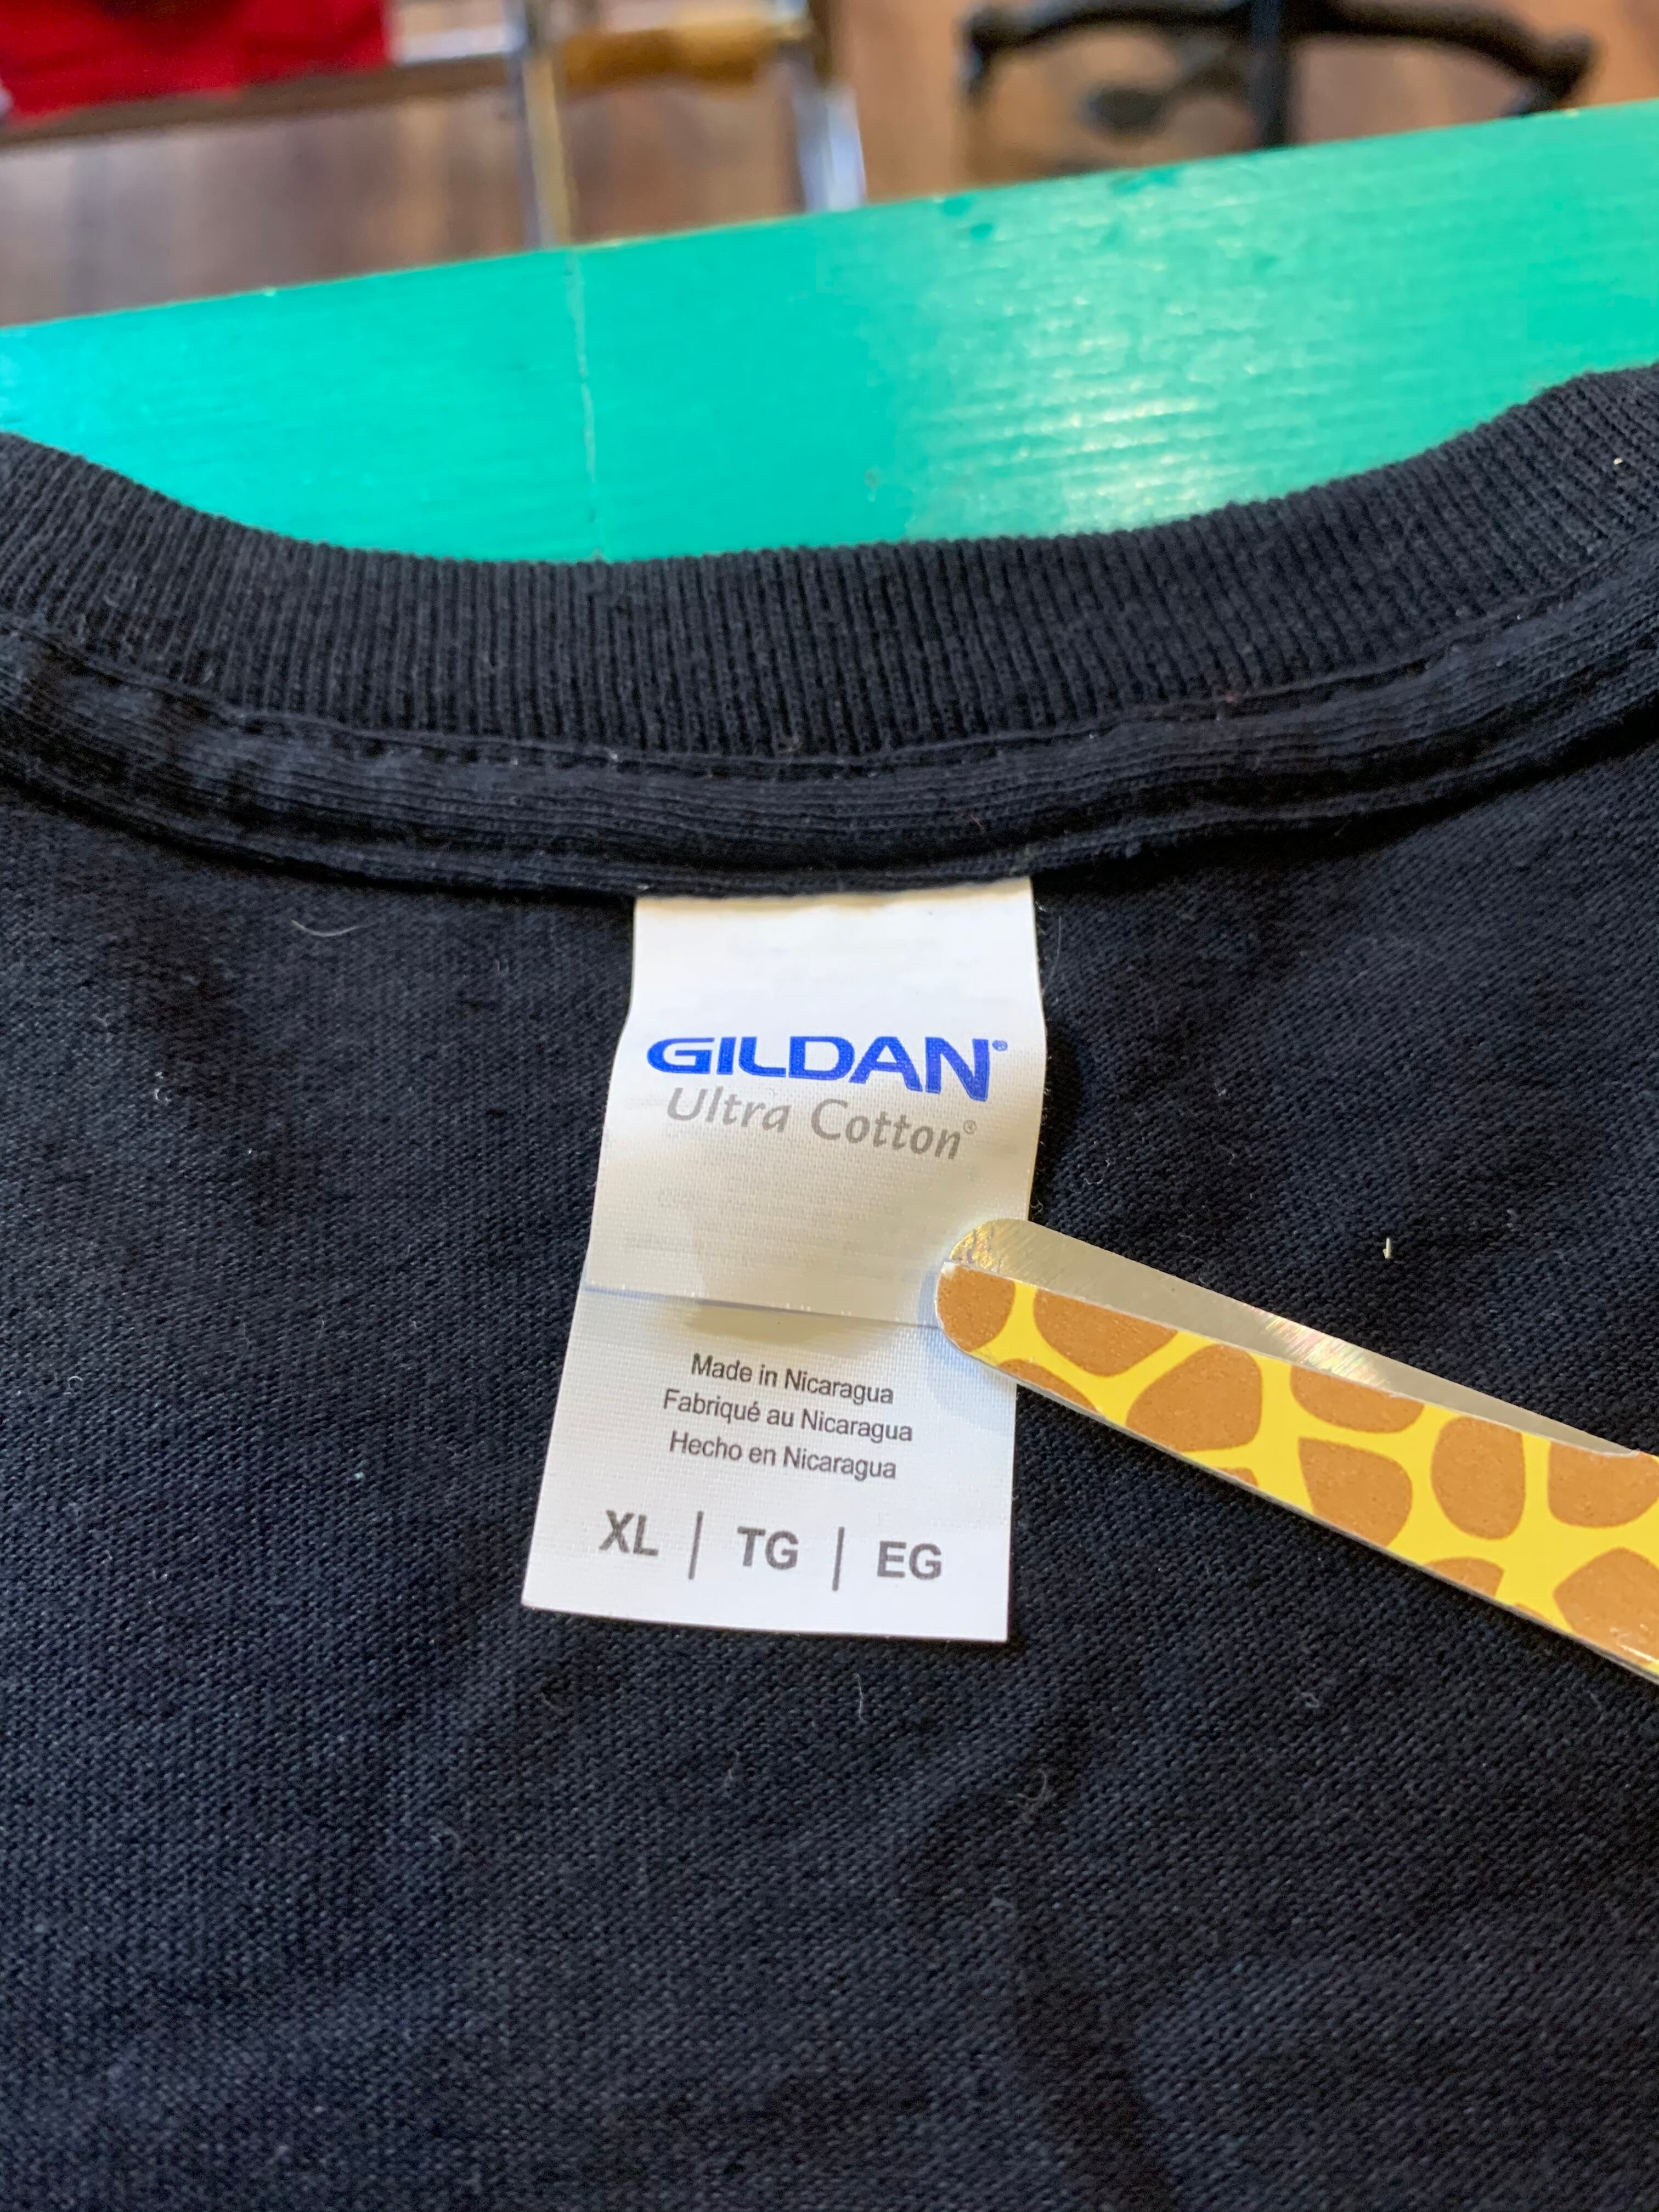 GILDAN®
Ultra Cotton®
Made in Nicaragua
Fabriqué au Nicaragua
Hecho en Nicaragua
XL | TG | EG